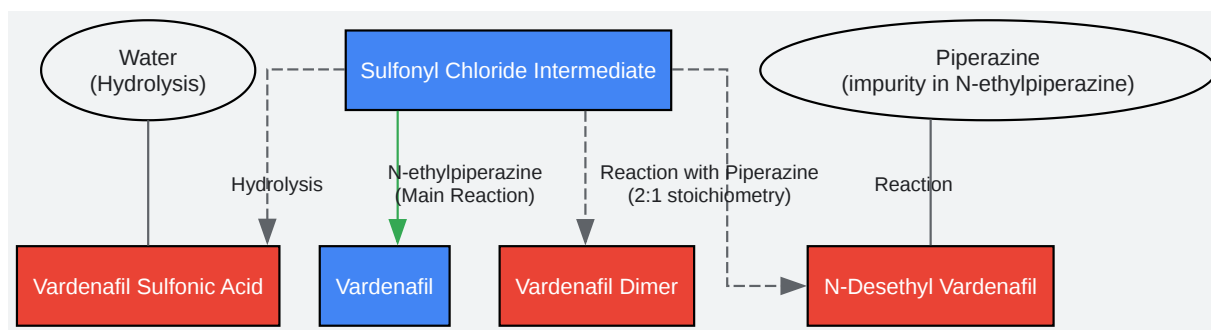 Water
(Hydrolysis)
Sulfonyl Chloride Intermediate
Piperazine
(impurity in N-ethylpiperazine)
Hydrolysis
N-ethylpiperazine
(Main Reaction)
Reaction with Piperazine
(2:1 stoichiometry)
Reaction
Vardenafil Sulfonic Acid
Vardenafil
Vardenafil Dimer
N-Desethyl Vardenafil